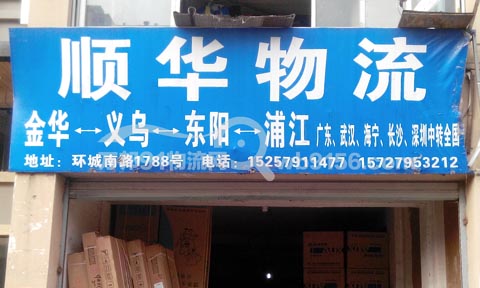 顺华物流
金华↔义乌↔东阳↔浦江 广东、武汉、海宁、长沙、深圳中转全国
地址：环城南路1788号 电话：15257911477 15727953212